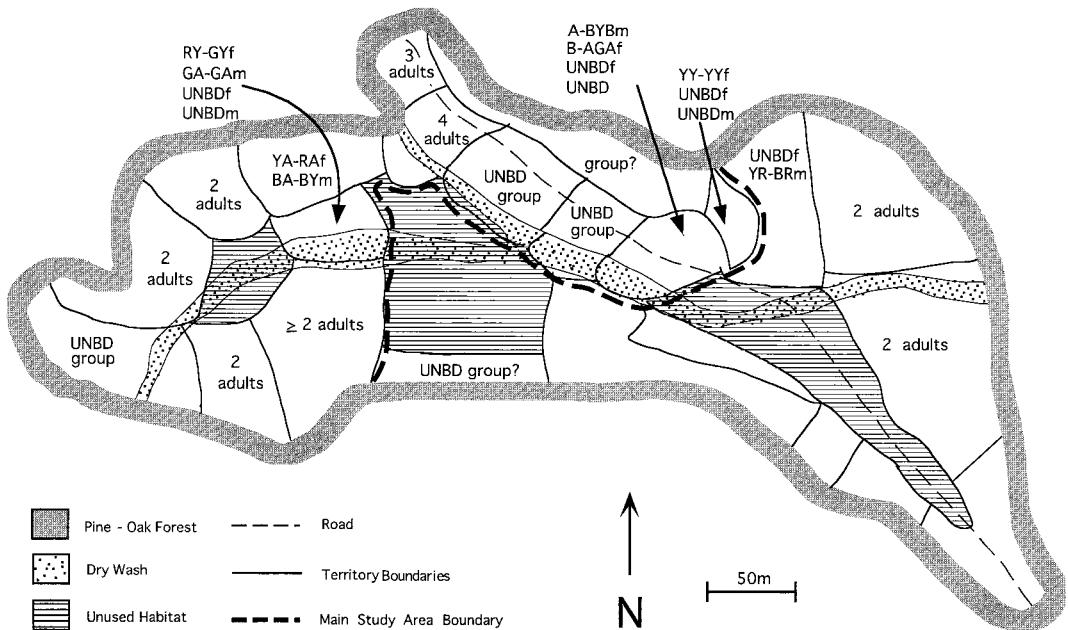 RY-GYf
GA-GAm
UNBDf
UNBDm
3
adults
A-BYBm
B-AGAf
UNBDf
UNBD
YY-YYf
UNBDf
UNBDm
4
adults
YA-RAf
BA-BYm
group?
UNBDf
YR-BRm
2
adults
UNBD
group
UNBD
group
2 adults
2
adults
UNBD
group
≥ 2 adults
2
adults
UNBD group?
2 adults
Pine - Oak Forest
Dry Wash
Unused Habitat
Road
Territory Boundaries
Main Study Area Boundary
N
50m